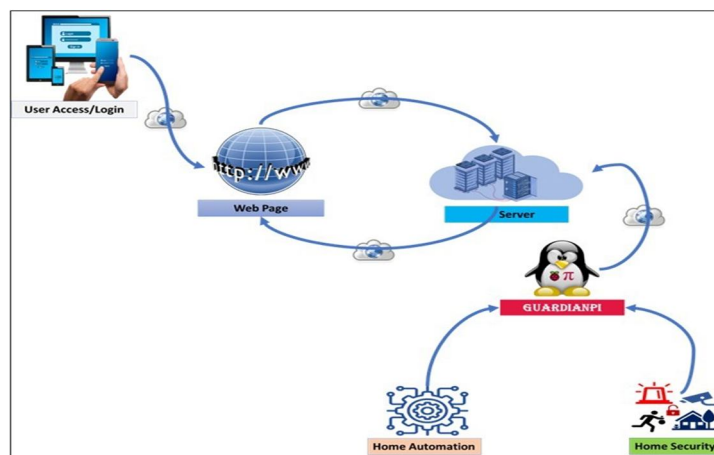 User Access/Login
http://www
Web Page
Server
π
GUARDIANPI
Home Automation
Home Security